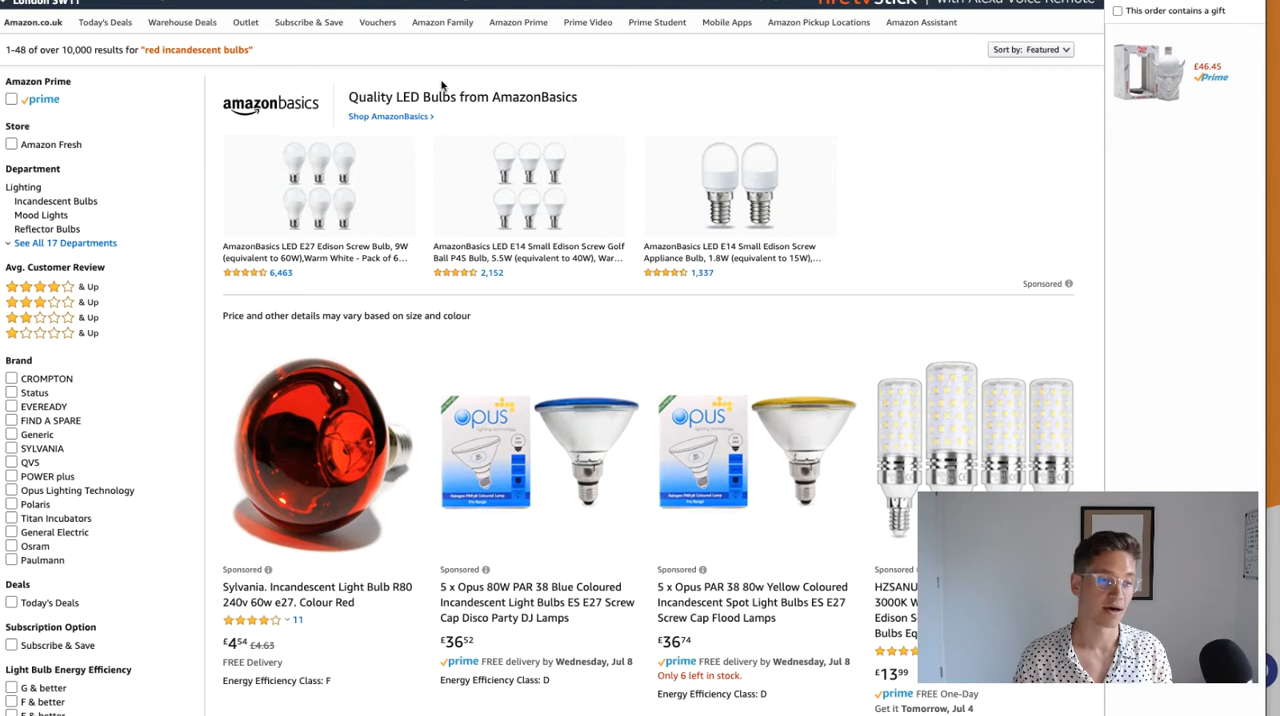 London SW11
fire tv stick | with Alexa Voice Remote
Amazon.co.uk Today's Deals Warehouse Deals Outlet Subscribe & Save Vouchers Amazon Family Amazon Prime Prime Video Prime Student Mobile Apps Amazon Pickup Locations Amazon Assistant
This order contains a gift
1-48 of over 10,000 results for "red incandescent bulbs"
Sort by: Featured
£46.45
prime
Amazon Prime
prime
Store
Amazon Fresh
Department
Lighting
Incandescent Bulbs
Mood Lights
Reflector Bulbs
See All 17 Departments
Avg. Customer Review
& Up
& Up
& Up
& Up
Brand
CROMPTON
Status
EVEREADY
FIND A SPARE
Generic
SYLVANIA
QVS
POWER plus
Opus Lighting Technology
Polaris
Titan Incubators
General Electric
Osram
Paulmann
Deals
Today's Deals
Subscription Option
Subscribe & Save
Light Bulb Energy Efficiency
G & better
F & better
E & better
amazonbasics
Quality LED Bulbs from AmazonBasics
Shop AmazonBasics ›
AmazonBasics LED E27 Edison Screw Bulb, 9W
(equivalent to 60W),Warm White - Pack of 6...
6,463
AmazonBasics LED E14 Small Edison Screw Golf
Ball P45 Bulb, 5.5W (equivalent to 40W), War...
2,152
AmazonBasics LED E14 Small Edison Screw
Appliance Bulb, 1.8W (equivalent to 15W),...
1,337
Sponsored
Price and other details may vary based on size and colour
Sponsored
Sylvania. Incandescent Light Bulb R80
240v 60w e27. Colour Red
11
£454 £4.63
FREE Delivery
Energy Efficiency Class: F
opus
Sponsored
5 x Opus 80W PAR 38 Blue Coloured
Incandescent Light Bulbs ES E27 Screw
Cap Disco Party DJ Lamps
£3652
prime FREE delivery by Wednesday, Jul 8
Energy Efficiency Class: D
opus
Sponsored
5 x Opus PAR 38 80w Yellow Coloured
Incandescent Spot Light Bulbs ES E27
Screw Cap Flood Lamps
£3674
prime FREE delivery by Wednesday, Jul 8
Only 6 left in stock.
Energy Efficiency Class: D
Sponsored
HZSANU
3000K W
Edison S
Bulbs Eq
£1399
prime FREE One-Day
Get it Tomorrow, Jul 4